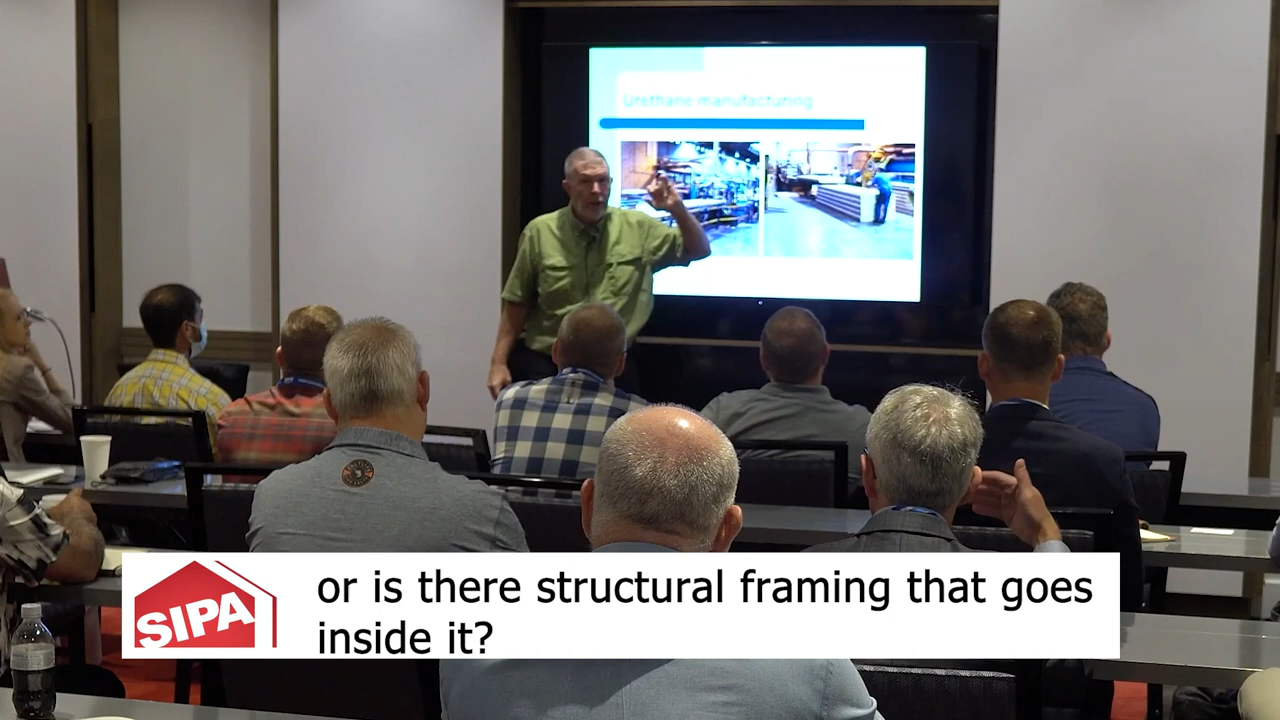 Urethane manufacturing
SIPA
or is there structural framing that goes
inside it?